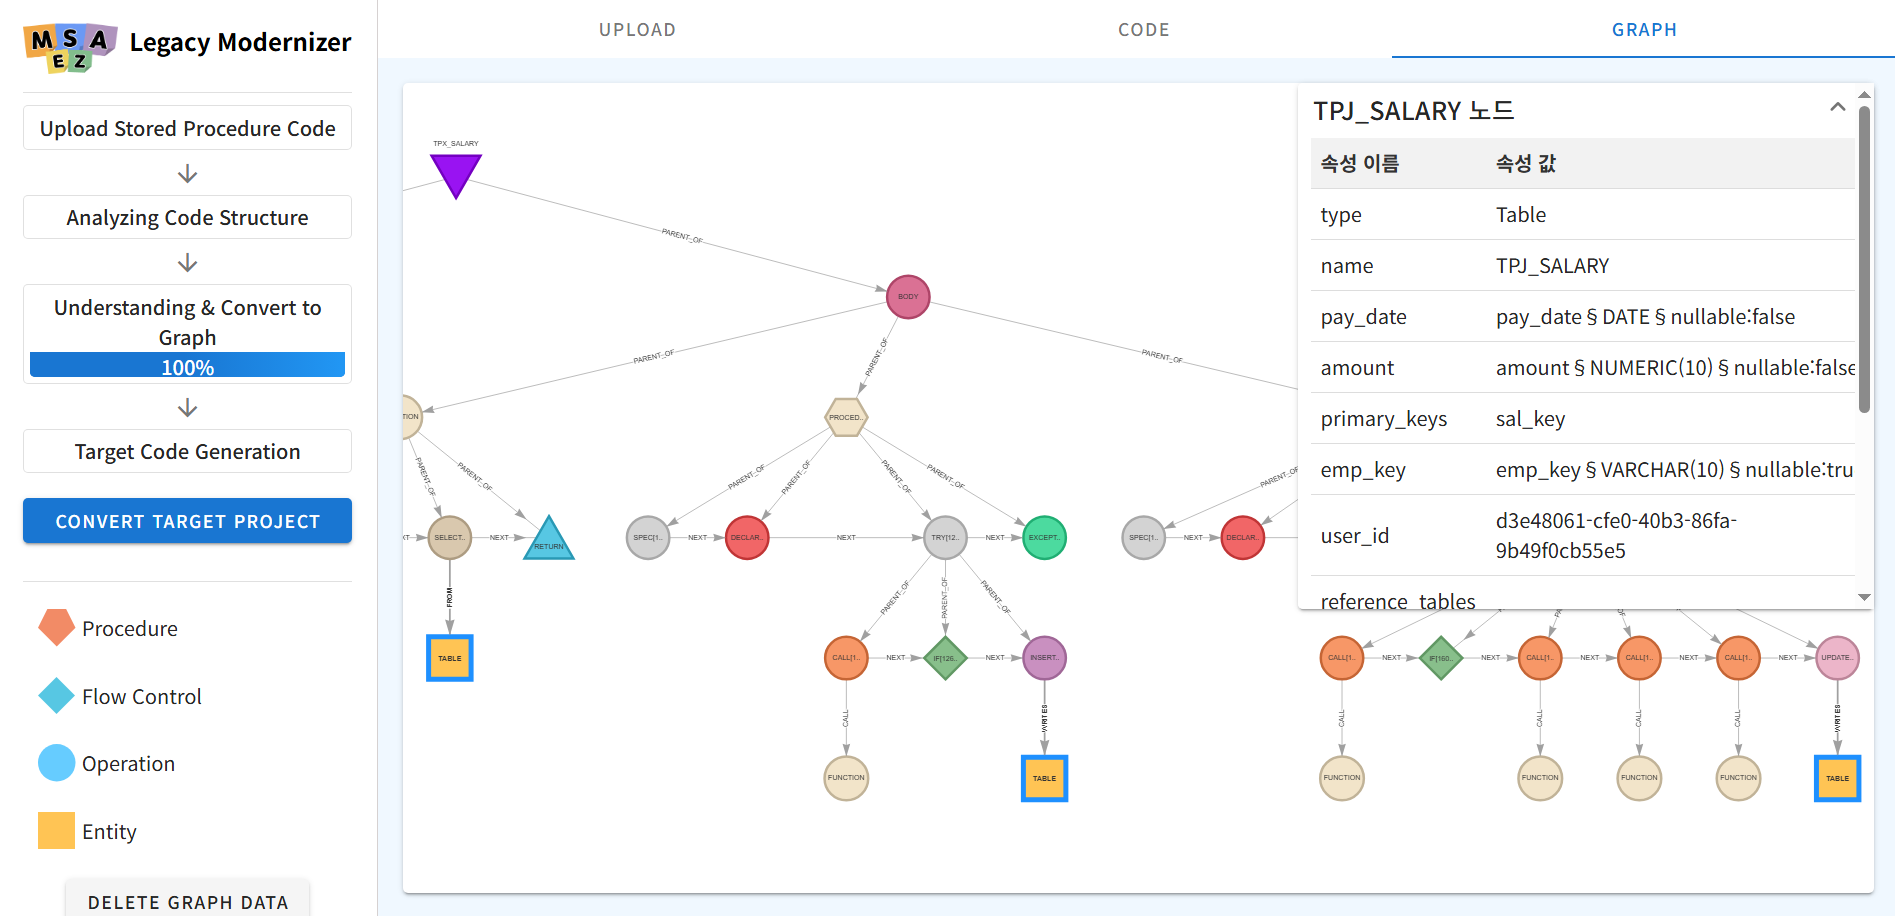 MSA
EZ
Legacy Modernizer
UPLOAD
CODE
GRAPH
Upload Stored Procedure Code
Analyzing Code Structure
Understanding & Convert to
Graph
100%
Target Code Generation
CONVERT TARGET PROJECT
Procedure
Flow Control
Operation
Entity
DELETE GRAPH DATA
TPX_SALARY
PARENT_OF
BODY
PARENT_OF
PARENT_OF
PARENT_OF
TION
PROCED..
PARENT_OF
PARENT_OF
PARENT_OF
PARENT_OF
PARENT_OF
PARENT_OF
PARENT_OF
SELECT..
NEXT
RETURN
SPEC[1..
NEXT
DECLAR..
NEXT
TRY[12..
NEXT
EXCEPT..
SPEC[1..
NEXT
DECLAR..
FROM
PARENT_OF
PARENT_OF
PARENT_OF
TABLE
CALL[1..
NEXT
IF[126..
NEXT
INSERT..
CALL[1..
NEXT
IF[160..
NEXT
CALL[1..
NEXT
CALL[1..
NEXT
CALL[1..
NEXT
UPDATE..
CALL
WRITES
CALL
CALL
CALL
CALL
WRITES
FUNCTION
TABLE
FUNCTION
FUNCTION
FUNCTION
FUNCTION
TABLE
TPJ_SALARY 노드
속성 이름 속성 값
type Table
name TPJ_SALARY
pay_date pay_date§DATE§nullable:false
amount amount§NUMERIC(10)§nullable:false
primary_keys sal_key
emp_key emp_key§VARCHAR(10)§nullable:tru
user_id d3e48061-cfe0-40b3-86fa-
9b49f0cb55e5
reference_tables